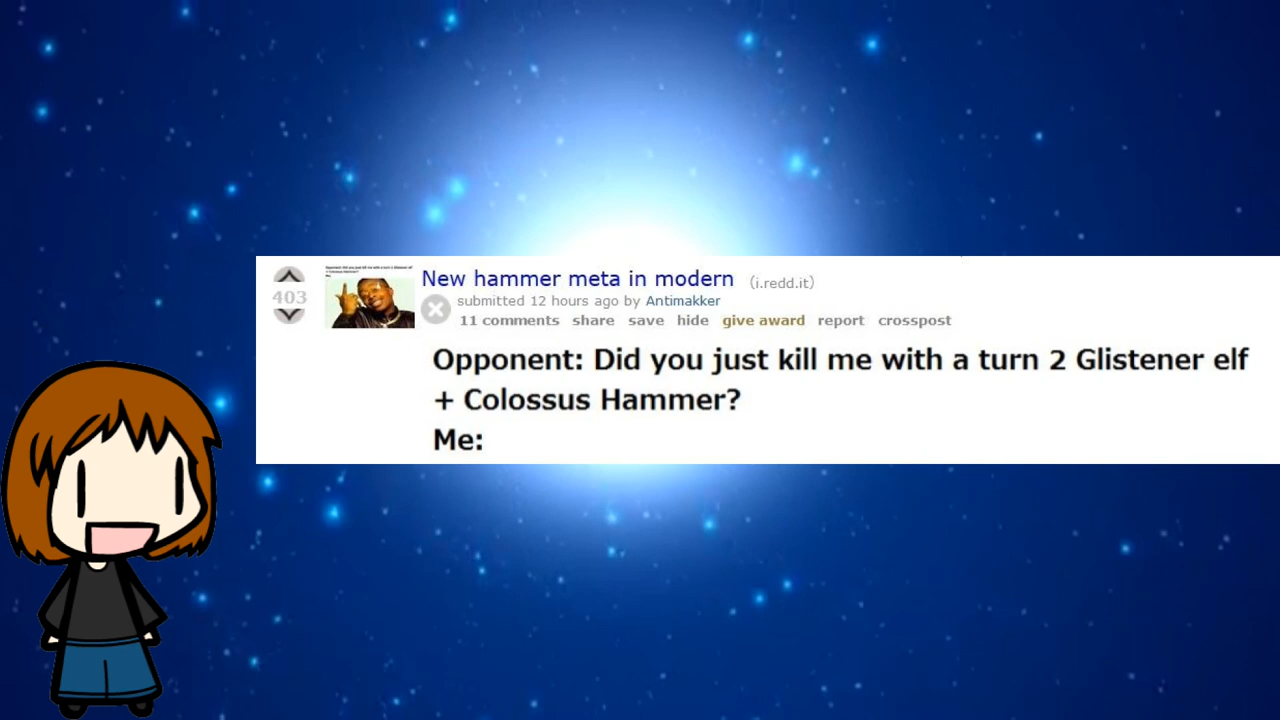 New hammer meta in modern (i.redd.it)
403
submitted 12 hours ago by Antimakker
11 comments share save hide give award report crosspost
Opponent: Did you just kill me with a turn 2 Glistener elf
+ Colossus Hammer?
Me: